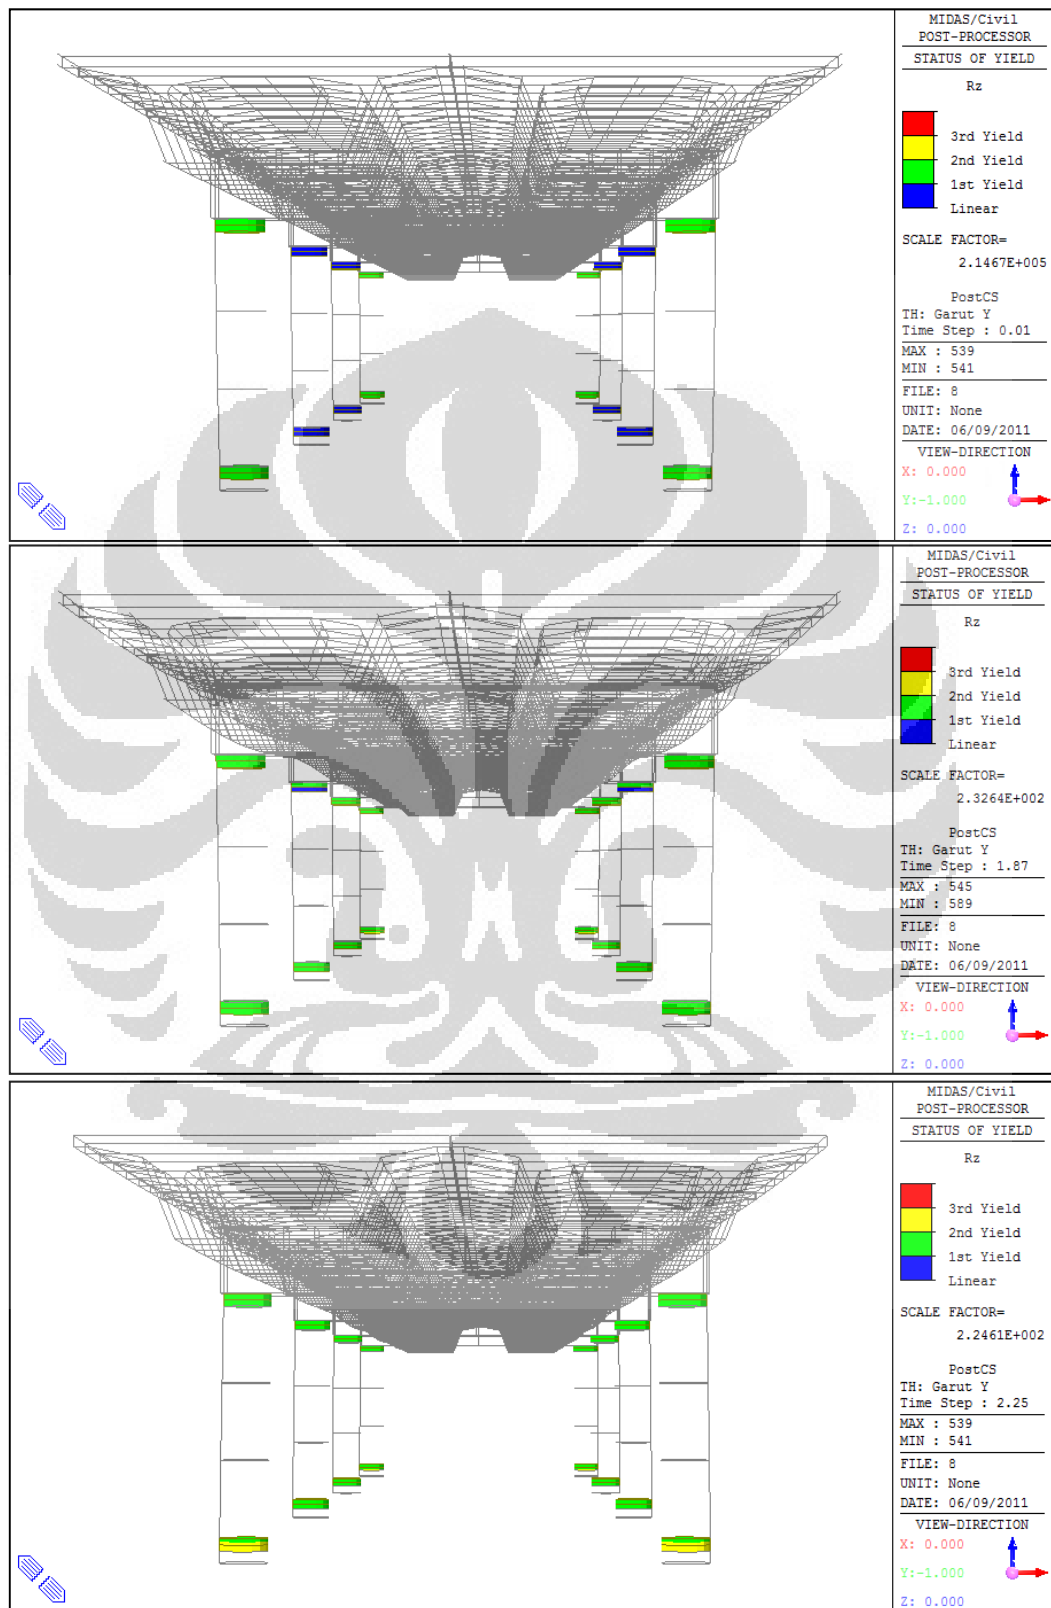 MIDAS/Civil
POST-PROCESSOR
STATUS OF YIELD
Rz
3rd Yield
2nd Yield
1st Yield
Linear
SCALE FACTOR=
2.1467E+005
PostCS
TH: Garut Y
Time Step : 0.01
MAX : 539
MIN : 541
FILE: 8
UNIT: None
DATE: 06/09/2011
VIEW-DIRECTION
X: 0.000
Y:-1.000
Z: 0.000
MIDAS/Civil
POST-PROCESSOR
STATUS OF YIELD
Rz
3rd Yield
2nd Yield
1st Yield
Linear
SCALE FACTOR=
2.3264E+002
PostCS
TH: Garut Y
Time Step : 1.87
MAX : 545
MIN : 589
FILE: 8
UNIT: None
DATE: 06/09/2011
VIEW-DIRECTION
X: 0.000
Y:-1.000
Z: 0.000
MIDAS/Civil
POST-PROCESSOR
STATUS OF YIELD
Rz
3rd Yield
2nd Yield
1st Yield
Linear
SCALE FACTOR=
2.2461E+002
PostCS
TH: Garut Y
Time Step : 2.25
MAX : 539
MIN : 541
FILE: 8
UNIT: None
DATE: 06/09/2011
VIEW-DIRECTION
X: 0.000
Y:-1.000
Z: 0.000